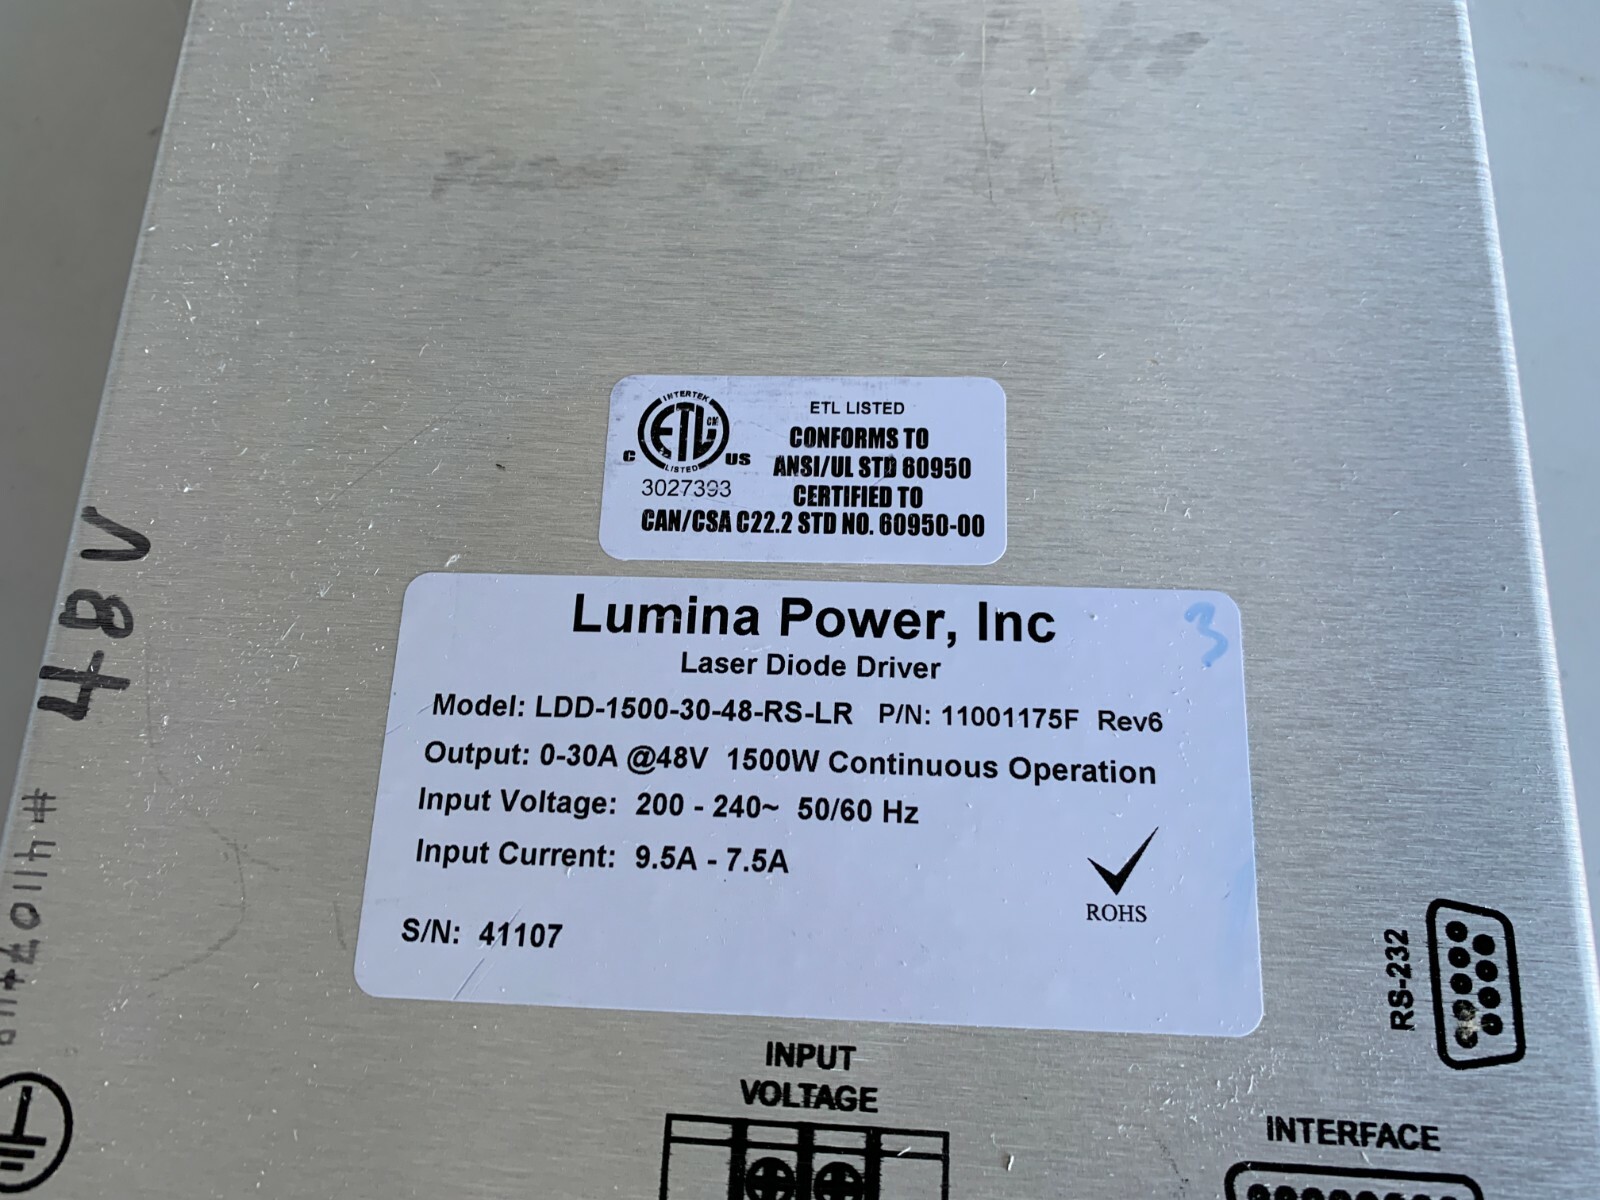 INTERTEK
ETL CM
LISTED
C US
3027393
ETL LISTED
CONFORMS TO
ANSI/UL STD 60950
CERTIFIED TO
CAN/CSA C22.2 STD NO. 60950-00
48V
Lumina Power, Inc
3
Laser Diode Driver
Model: LDD-1500-30-48-RS-LR P/N: 11001175F Rev6
Output: 0-30A @48V 1500W Continuous Operation
Input Voltage: 200 - 240~ 50/60 Hz
Input Current: 9.5A - 7.5A
ROHS
S/N: 41107
RS-232
INPUT
VOLTAGE
INTERFACE